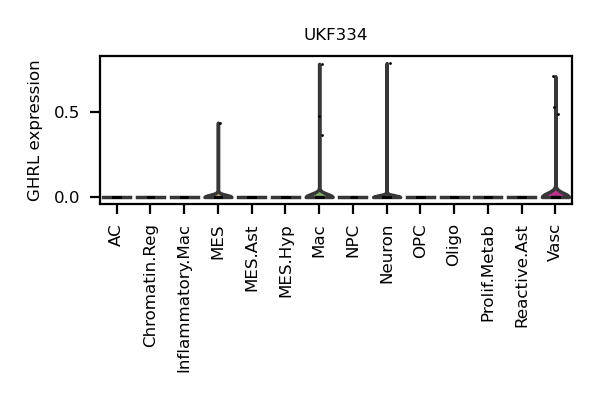 UKF334
GHRL expression
0.5
0.0
AC
Chromatin.Reg
Inflammatory.Mac
MES
MES.Ast
MES.Hyp
Mac
NPC
Neuron
OPC
Oligo
Prolif.Metab
Reactive.Ast
Vasc